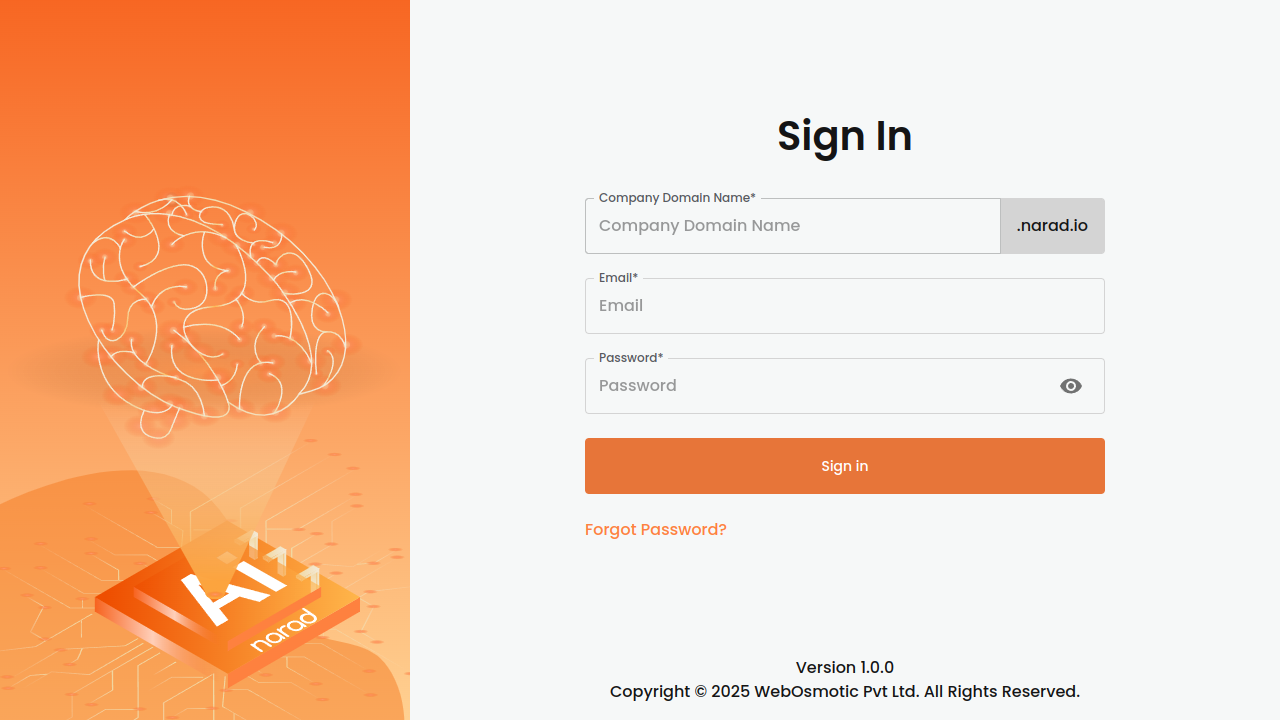 Sign In
Company Domain Name*
Company Domain Name
.narad.io
Email*
Email
Password*
Password
Sign in
Forgot Password?
AI
narad
Version 1.0.0
Copyright © 2025 WebOsmotic Pvt Ltd. All Rights Reserved.